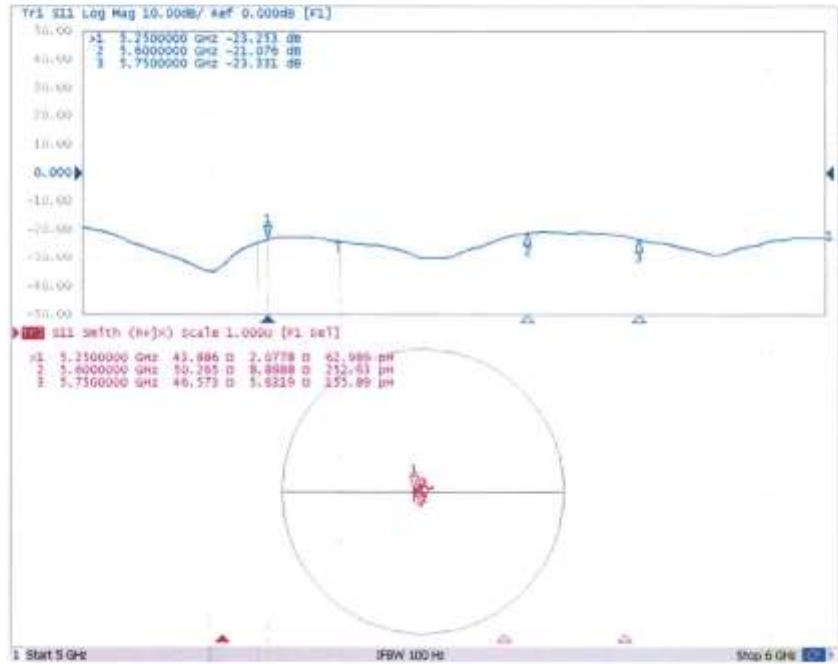 Tr1 S11 Log Mag 10.00dB/ Ref 0.000dB [F1]
50.00
>1 5.2500000 GHz -23.253 dB
2 5.6000000 GHz -21.076 dB
3 5.7500000 GHz -23.331 dB
40.00
30.00
20.00
10.00
0.000
-10.00
-20.00
-30.00
-40.00
-50.00
1
2
3
S11 Smith (R+jX) Scale 1.000U [F1 Del]
>1 5.2500000 GHz 43.886 Ω 2.0778 Ω 62.986 pH
2 5.6000000 GHz 50.265 Ω 8.8988 Ω
3 5.7500000 GHz 46.573 Ω 5.6319 Ω 155.89 pH
1 Start 5 GHz IFBW 100 Hz Stop 6 GHz